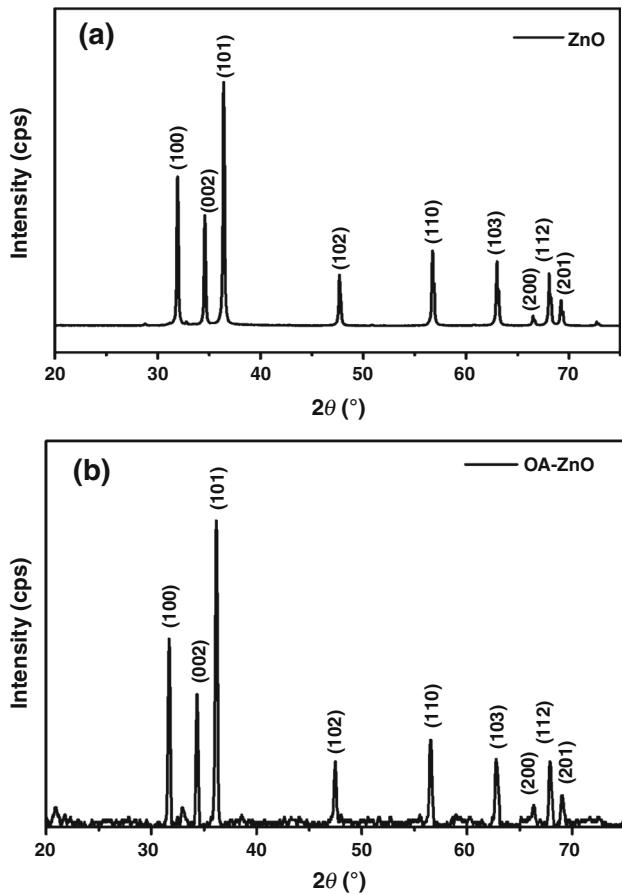 (a)
ZnO
Intensity (cps)
(100)
(002)
(101)
(102)
(110)
(103)
(200)
(112)
(201)
20 30 40 50 60 70
2θ (°)
(b)
OA-ZnO
Intensity (cps)
(100)
(002)
(101)
(102)
(110)
(103)
(200)
(112)
(201)
20 30 40 50 60 70
2θ (°)